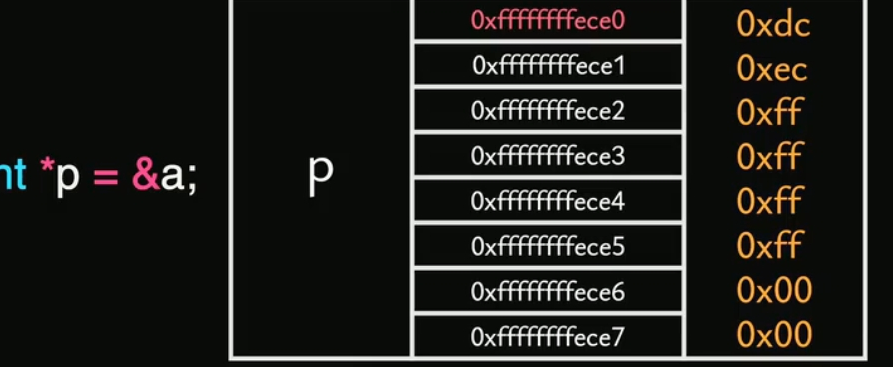 nt *p = &a;
p
0xffffffffece0 0xdc
0xffffffffece1 0xec
0xffffffffece2 0xff
0xffffffffece3 0xff
0xffffffffece4 0xff
0xffffffffece5 0xff
0xffffffffece6 0x00
0xffffffffece7 0x00